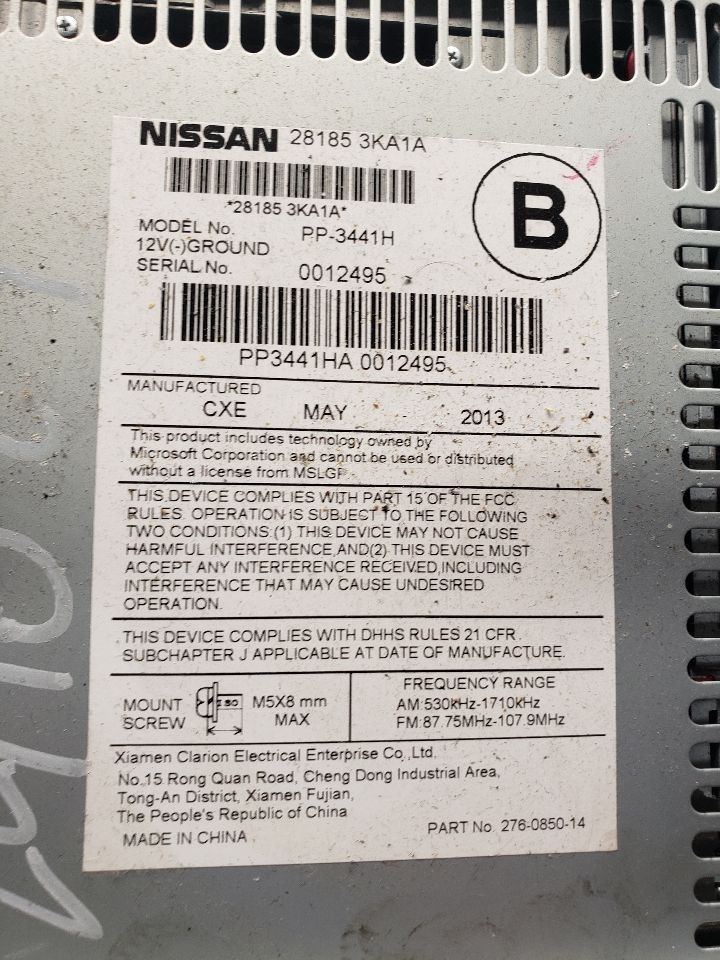 NISSAN 28185 3KA1A
B
*28185 3KA1A*
MODEL No. PP-3441H
12V(-)GROUND
SERIAL No. 0012495
PP3441HA 0012495
MANUFACTURED
CXE MAY 2013
This product includes technology owned by
Microsoft Corporation and cannot be used or distributed
without a license from MSLGP
THIS DEVICE COMPLIES WITH PART 15 OF THE FCC
RULES. OPERATION IS SUBJECT TO THE FOLLOWING
TWO CONDITIONS:(1) THIS DEVICE MAY NOT CAUSE
HARMFUL INTERFERENCE,AND(2) THIS DEVICE MUST
ACCEPT ANY INTERFERENCE RECEIVED,INCLUDING
INTERFERENCE THAT MAY CAUSE UNDESIRED
OPERATION.
THIS DEVICE COMPLIES WITH DHHS RULES 21 CFR.
SUBCHAPTER J APPLICABLE AT DATE OF MANUFACTURE.
MOUNT
SCREW
ISO
M5X8 mm
MAX
FREQUENCY RANGE
AM:530kHz-1710kHz
FM:87.75MHz-107.9MHz
Xiamen Clarion Electrical Enterprise Co.,Ltd.
No.15 Rong Quan Road, Cheng Dong Industrial Area,
Tong-An District, Xiamen Fujian,
The People's Republic of China
MADE IN CHINA
PART No. 276-0850-14